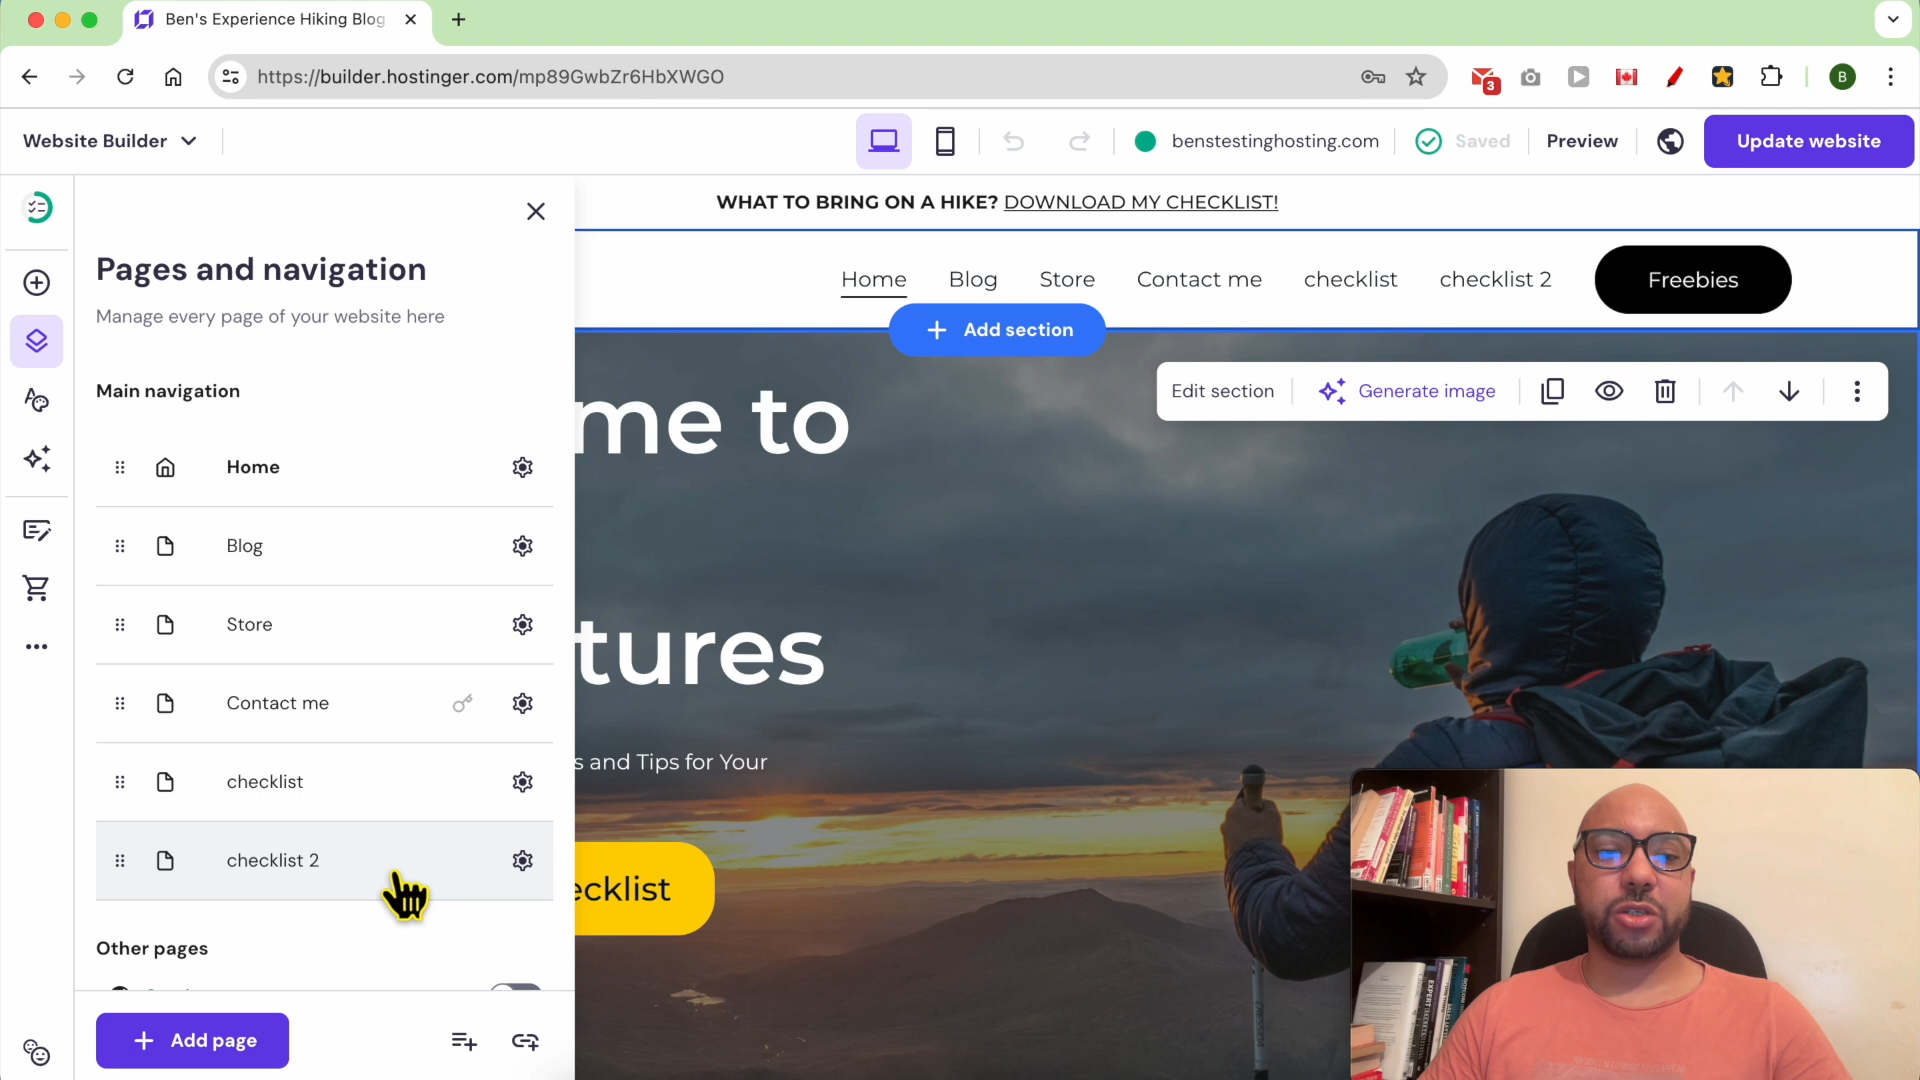 Ben's Experience Hiking Blog
https://builder.hostinger.com/mp89GwbZr6HbXWGO
3
B
Website Builder
benstestinghosting.com
Saved
Preview
Update website
WHAT TO BRING ON A HIKE? DOWNLOAD MY CHECKLIST!
Pages and navigation
Manage every page of your website here
Home
Blog
Store
Contact me
checklist
checklist 2
Freebies
Add section
Edit section
Generate image
Main navigation
Home
Blog
Store
Contact me
checklist
checklist 2
Other pages
Add page
me to
tures
s and Tips for Your
ecklist